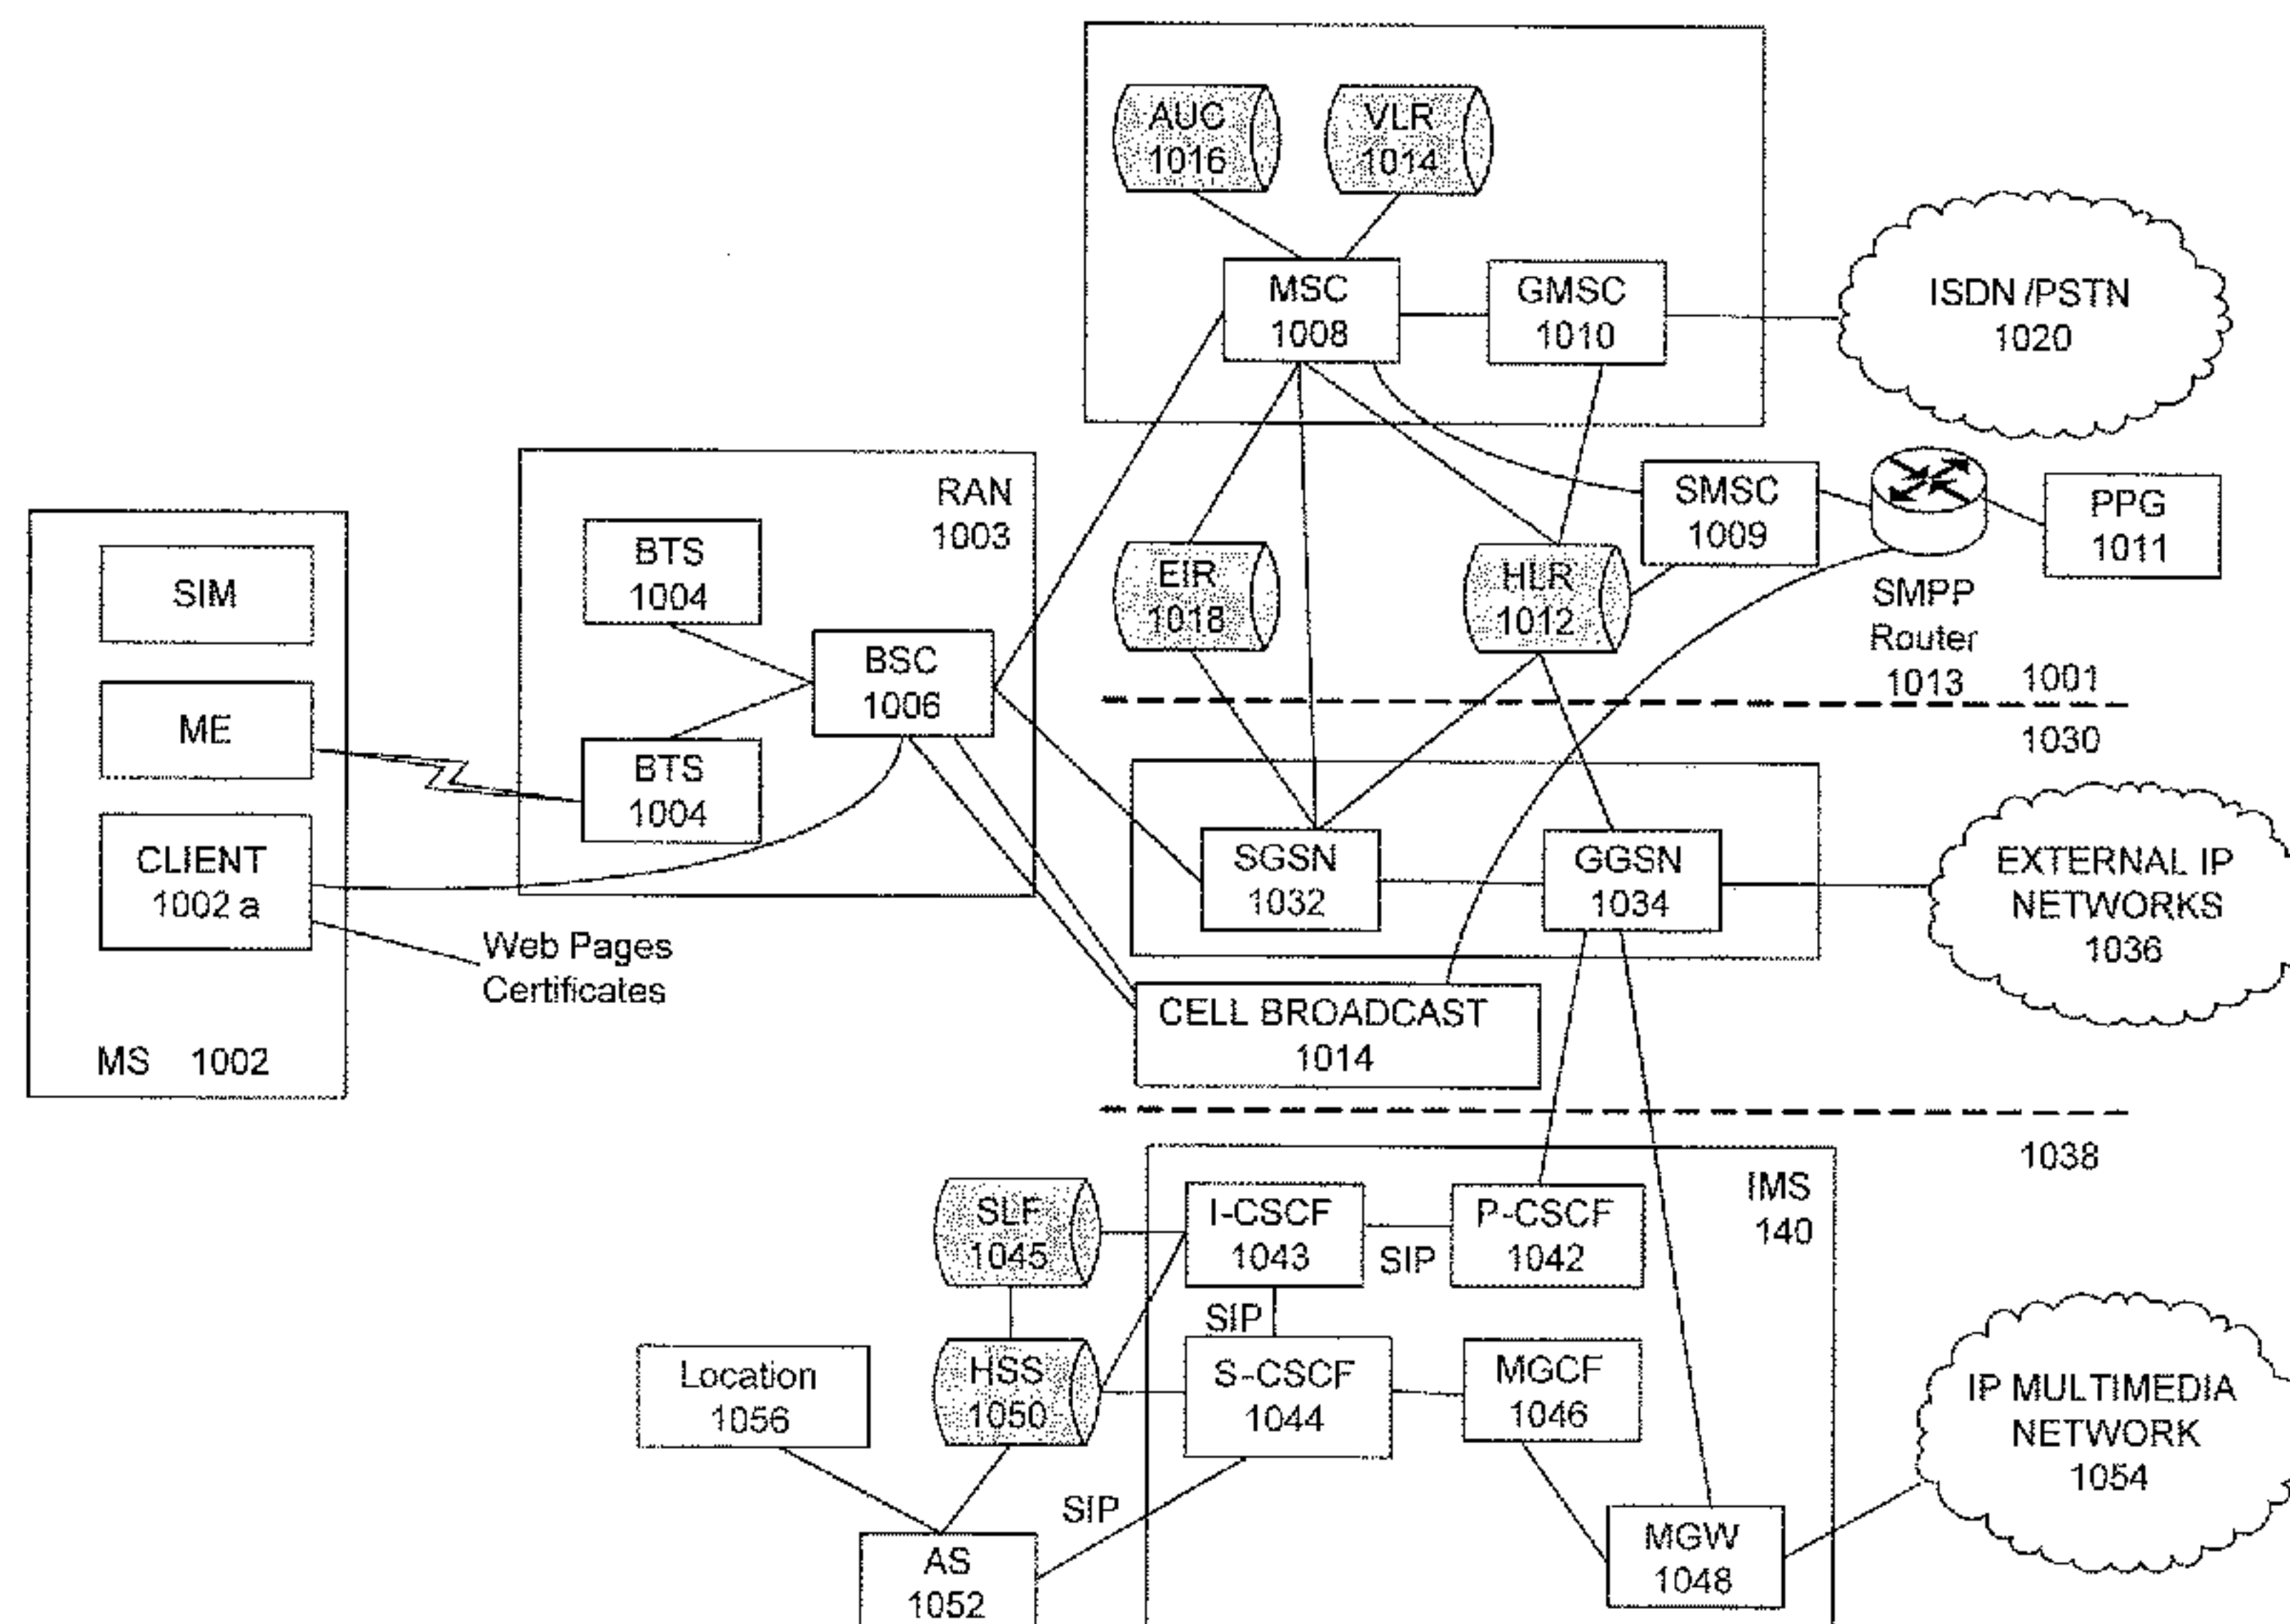 AUC
1016
VLR
1014
MSC
1008
GMSC
1010
ISDN /PSTN
1020
RAN
1003
SIM
ME
CLIENT
1002 a
MS 1002
BTS
1004
BTS
1004
BSC
1006
Web Pages
Certificates
EIR
1018
HLR
1012
SMSC
1009
SMPP
Router
1013
PPG
1011
1001
1030
SGSN
1032
GGSN
1034
EXTERNAL IP
NETWORKS
1036
CELL BROADCAST
1014
1038
IMS
140
SLF
1045
I-CSCF
1043
SIP
P-CSCF
1042
SIP
Location
1056
HSS
1050
S-CSCF
1044
MGCF
1046
IP MULTIMEDIA
NETWORK
1054
SIP
AS
1052
MGW
1048